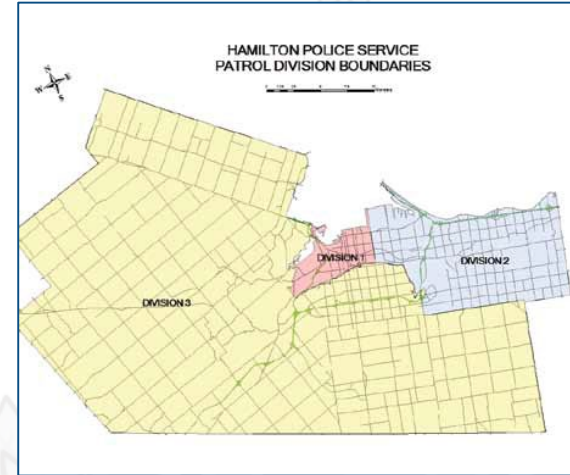 HAMILTON POLICE SERVICE
PATROL DIVISION BOUNDARIES
N
E
W
S
DIVISION 1
DIVISION 2
DIVISION 3